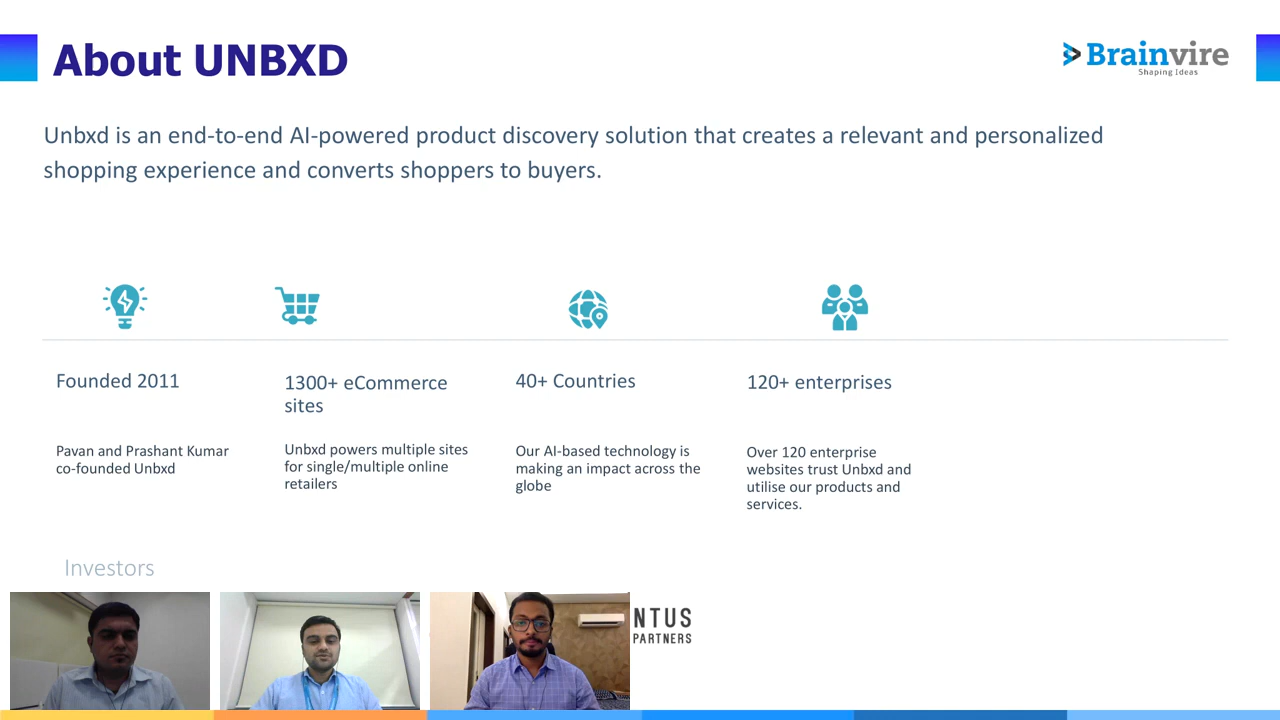 About UNBXD
Brainvire
Shaping Ideas
Unbxd is an end-to-end AI-powered product discovery solution that creates a relevant and personalized
shopping experience and converts shoppers to buyers.
Founded 2011
Pavan and Prashant Kumar
co-founded Unbxd
1300+ eCommerce
sites
Unbxd powers multiple sites
for single/multiple online
retailers
40+ Countries
Our AI-based technology is
making an impact across the
globe
120+ enterprises
Over 120 enterprise
websites trust Unbxd and
utilise our products and
services.
Investors
NTUS
PARTNERS